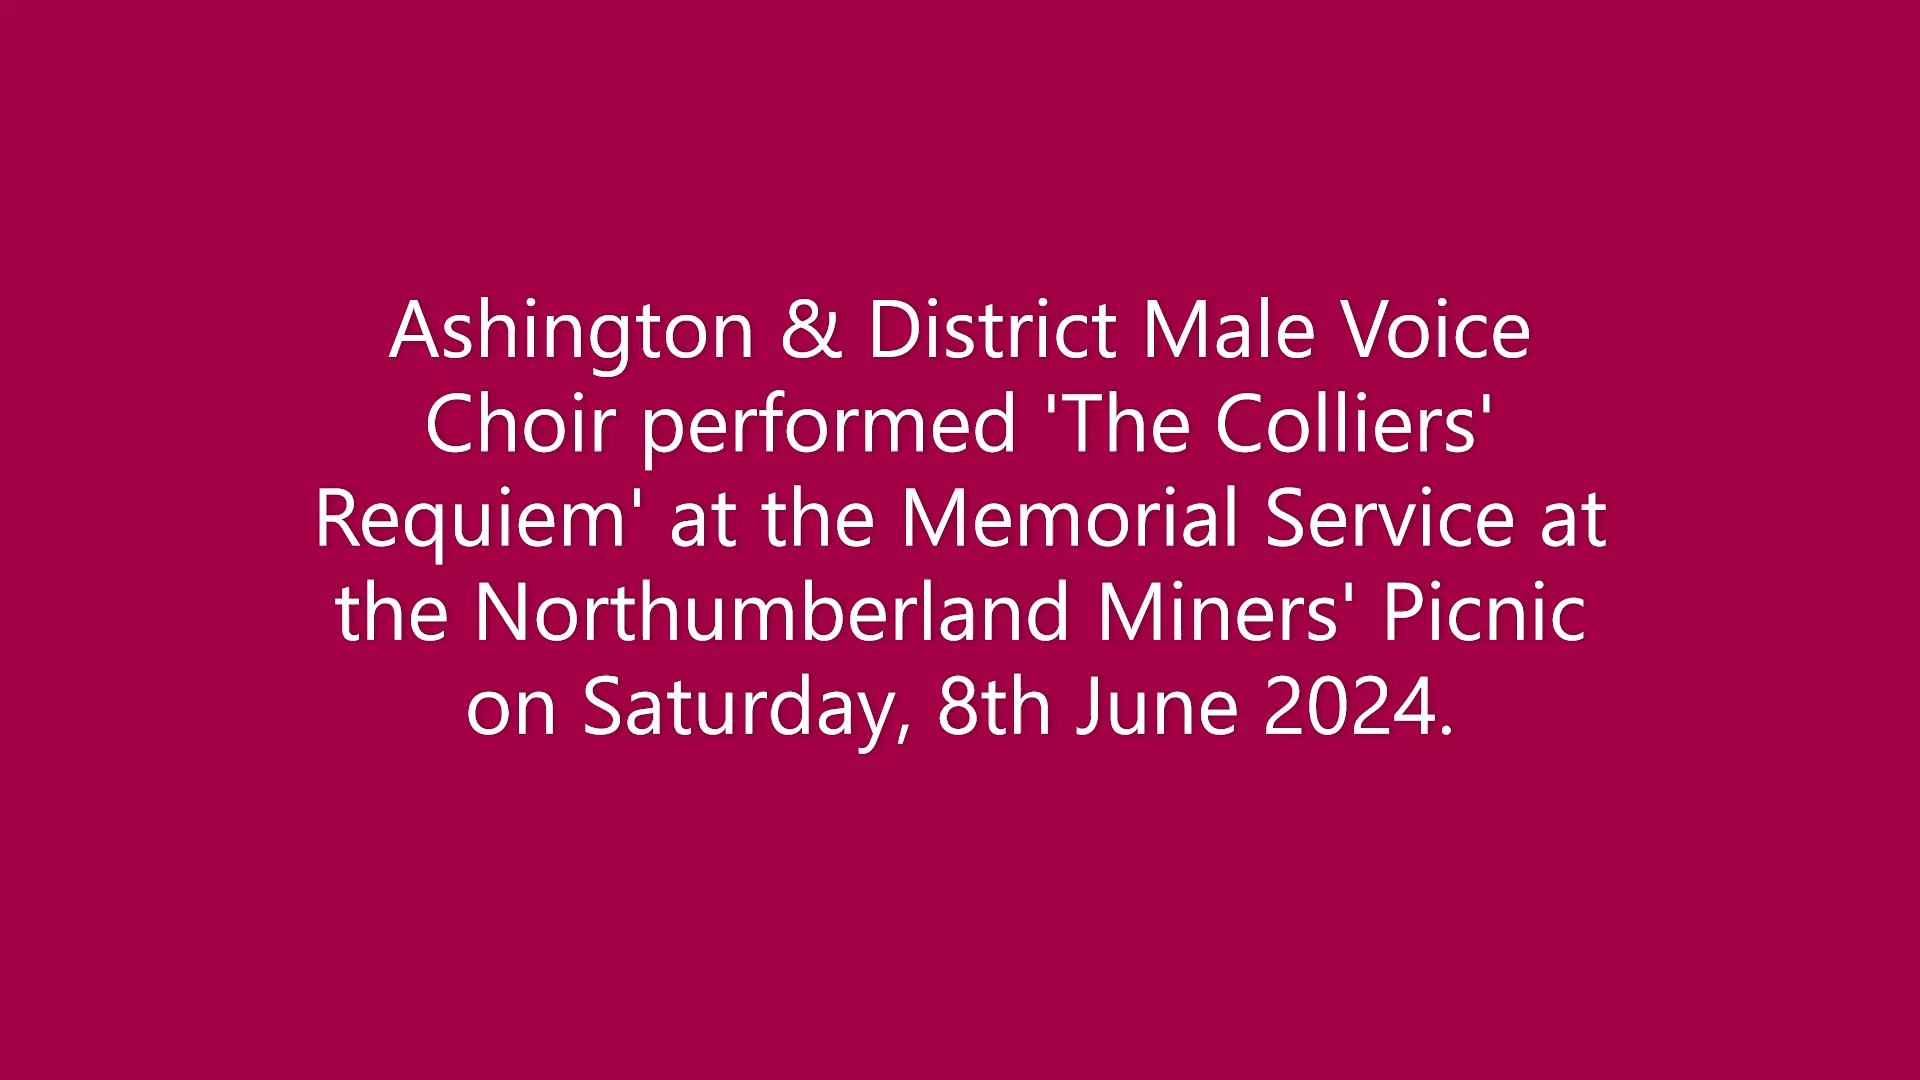 Ashington & District Male Voice
Choir performed 'The Colliers'
Requiem' at the Memorial Service at
the Northumberland Miners' Picnic
on Saturday, 8th June 2024.